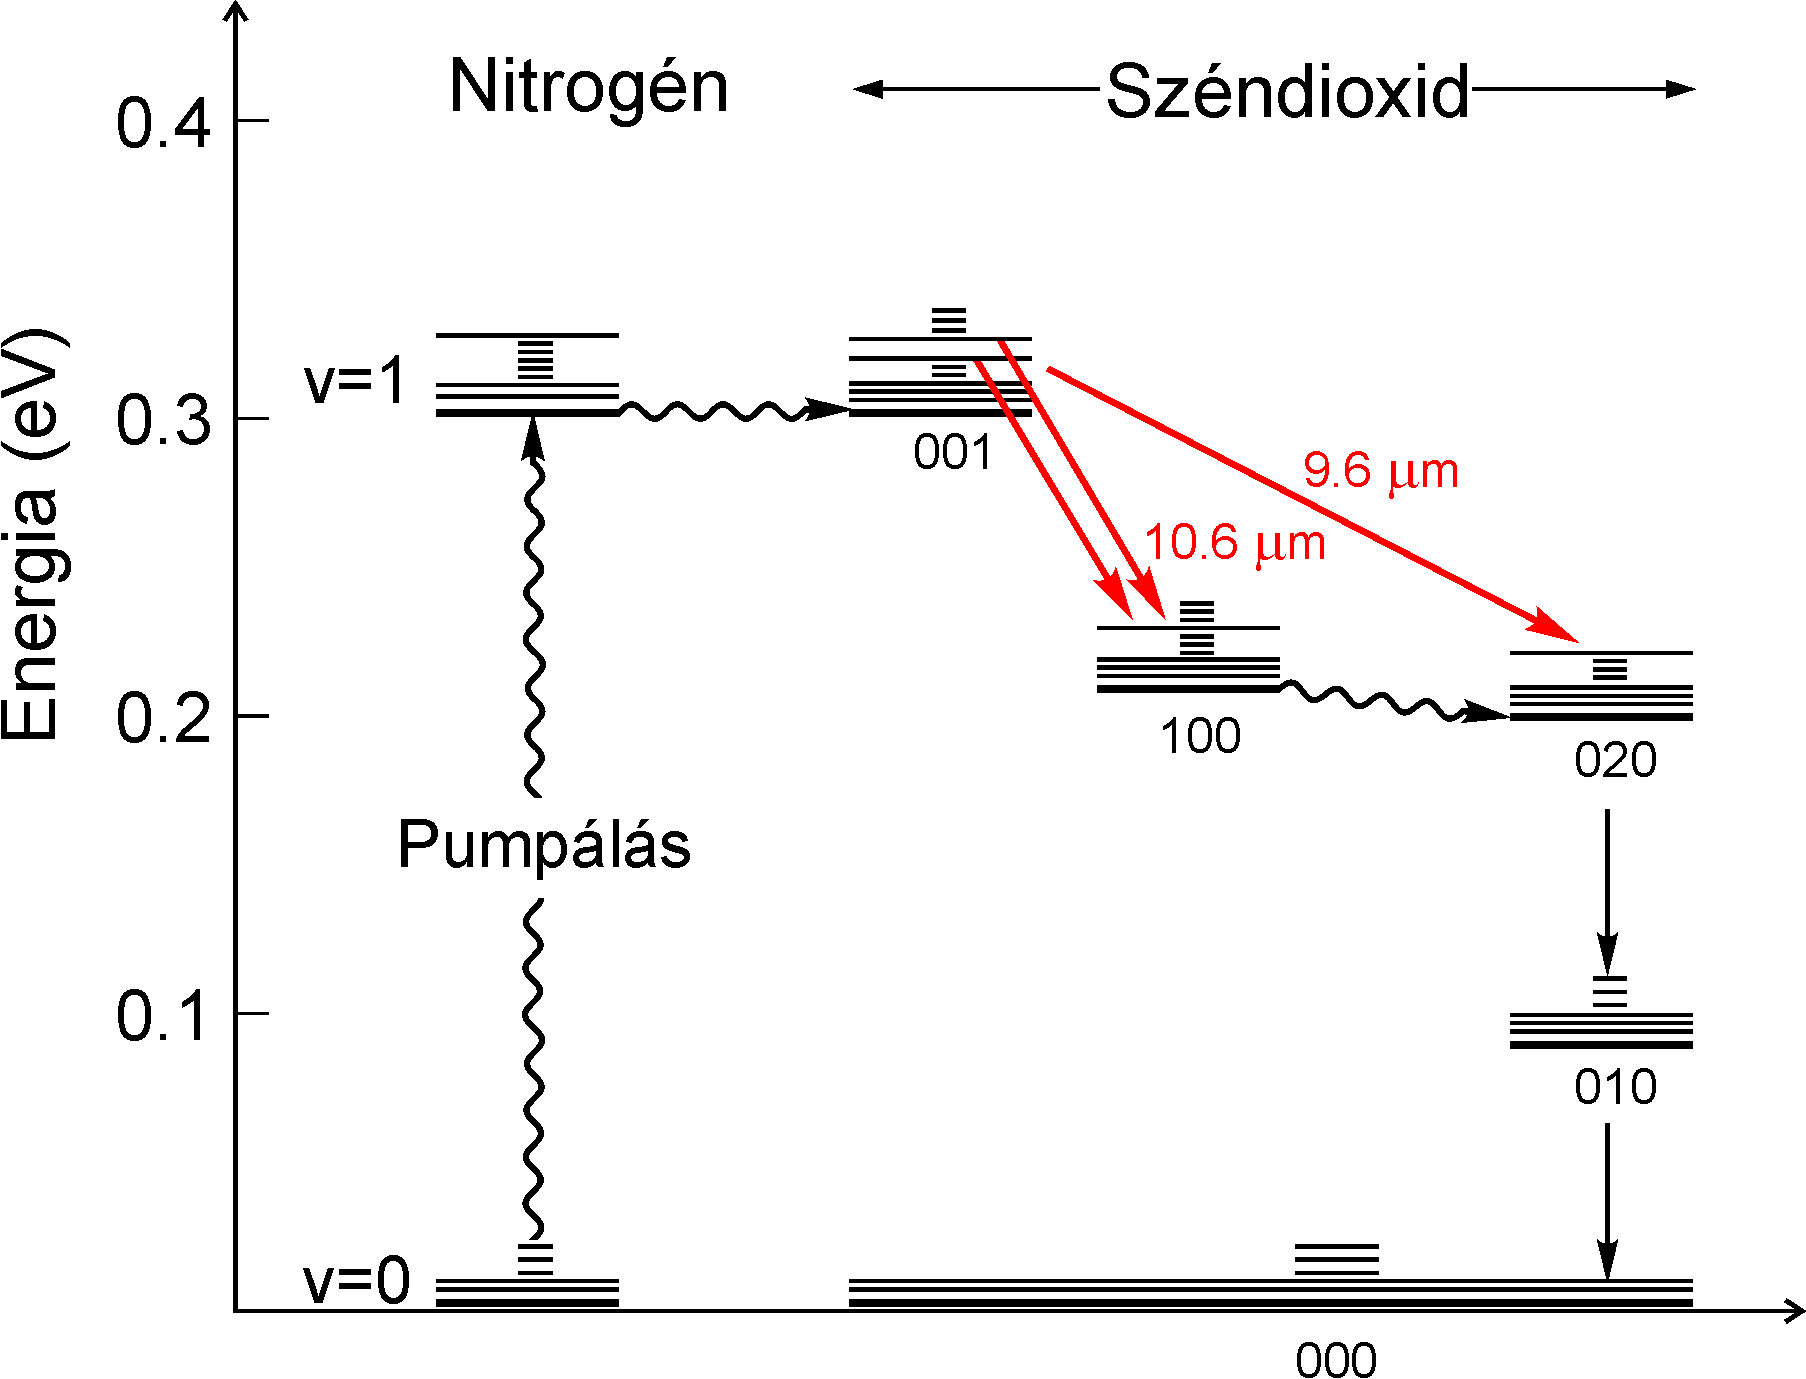 Nitrogén
Széndioxid
Energia (eV)
0.4
0.3
0.2
0.1
v=1
001
9.6 μm
10.6 μm
100
020
Pumpálás
010
v=0
000